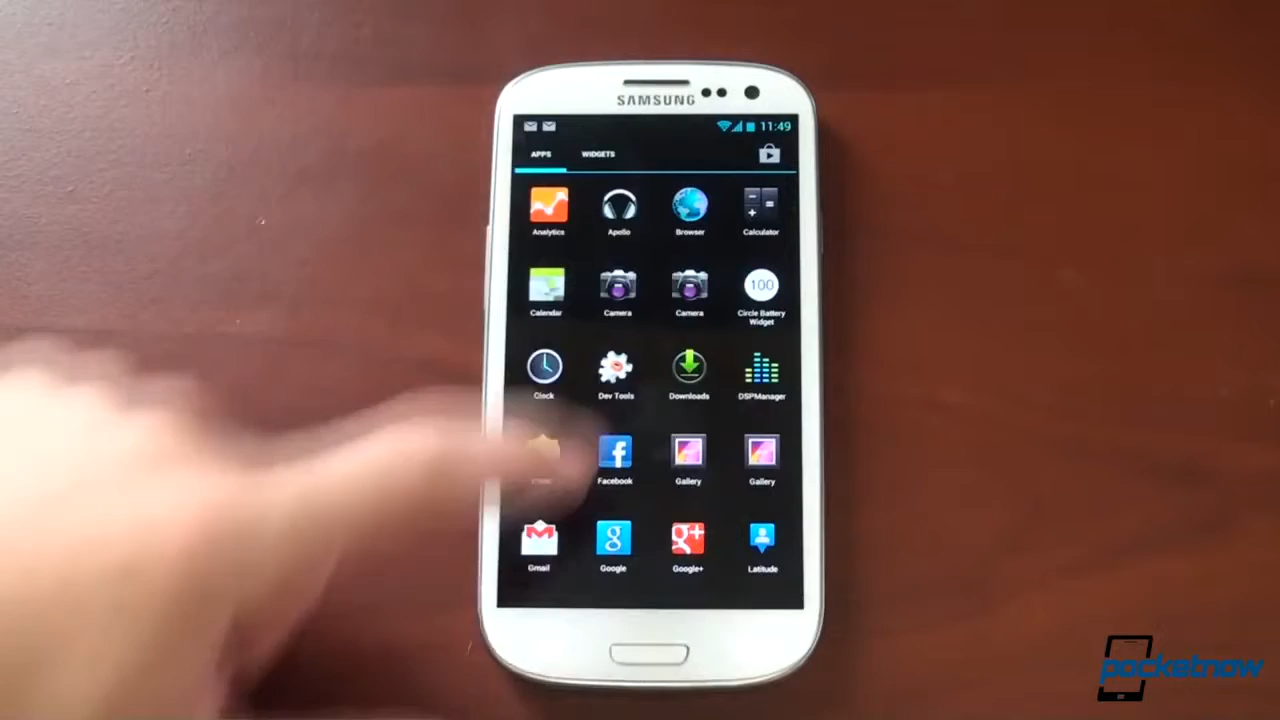 SAMSUNG
11:49
APPS WIDGETS
Analytics Apollo Browser Calculator
100
Calendar Camera Camera Circle Battery
Widget
Clock Dev Tools Downloads DSPManager
f
Facebook Gallery Gallery
g g+
Gmail Google Google+ Latitude
pocketnow